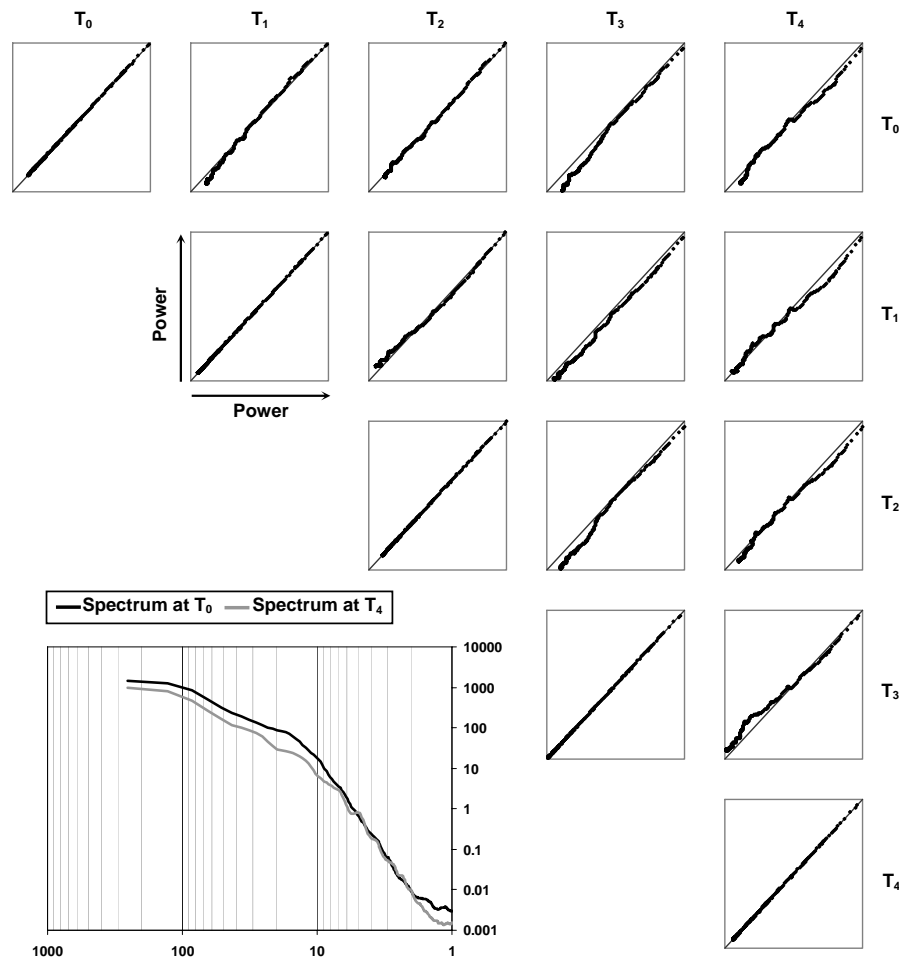 T₀ T₁ T₂ T₃ T₄
T₀
Power
T₁
Power
T₂
Spectrum at T₀ Spectrum at T₄
10000
1000
T₃
100
10
1
0.1
T₄
0.01
0.001
1000 100 10 1